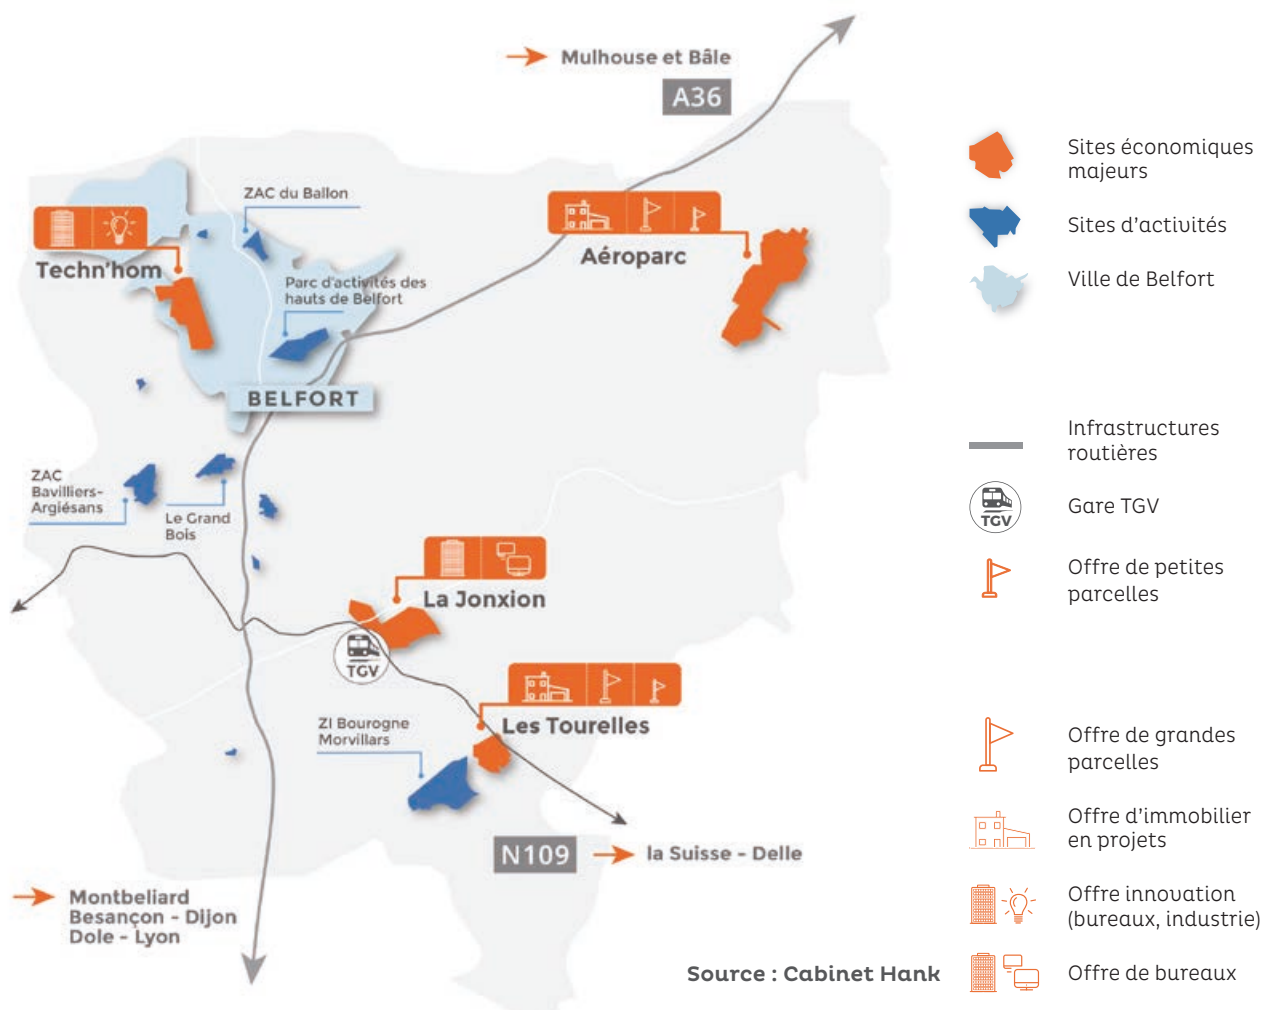 Mulhouse et Bâle
A36
ZAC du Ballon
Techn'hom
Parc d'activités des
hauts de Belfort
Aéroparc
BELFORT
ZAC
Bavilliers-
Argiésans
Le Grand
Bois
La Jonxion
TGV
Les Tourelles
ZI Bourogne
Morvillars
N109
la Suisse - Delle
Montbeliard
Besançon - Dijon
Dole - Lyon
Source : Cabinet Hank
Sites économiques
majeurs
Sites d'activités
Ville de Belfort
Infrastructures
routières
TGV
Gare TGV
Offre de petites
parcelles
Offre de grandes
parcelles
Offre d'immobilier
en projets
Offre innovation
(bureaux, industrie)
Offre de bureaux